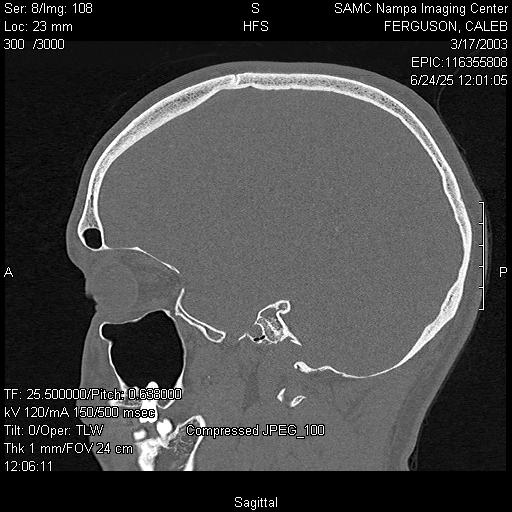 Ser: 8/Img: 108
Loc: 23 mm
300 /3000
S
HFS
SAMC Nampa Imaging Center
FERGUSON, CALEB
3/17/2003
EPIC:116355808
6/24/25 12:01:05
A
P
TF: 25.500000/Pitch: 0.638000
kV 120/mA 150/500 msec
Tilt: 0/Oper: TLW
Compressed JPEG_100
Thk 1 mm/FOV 24 cm
12:06:11
Sagittal